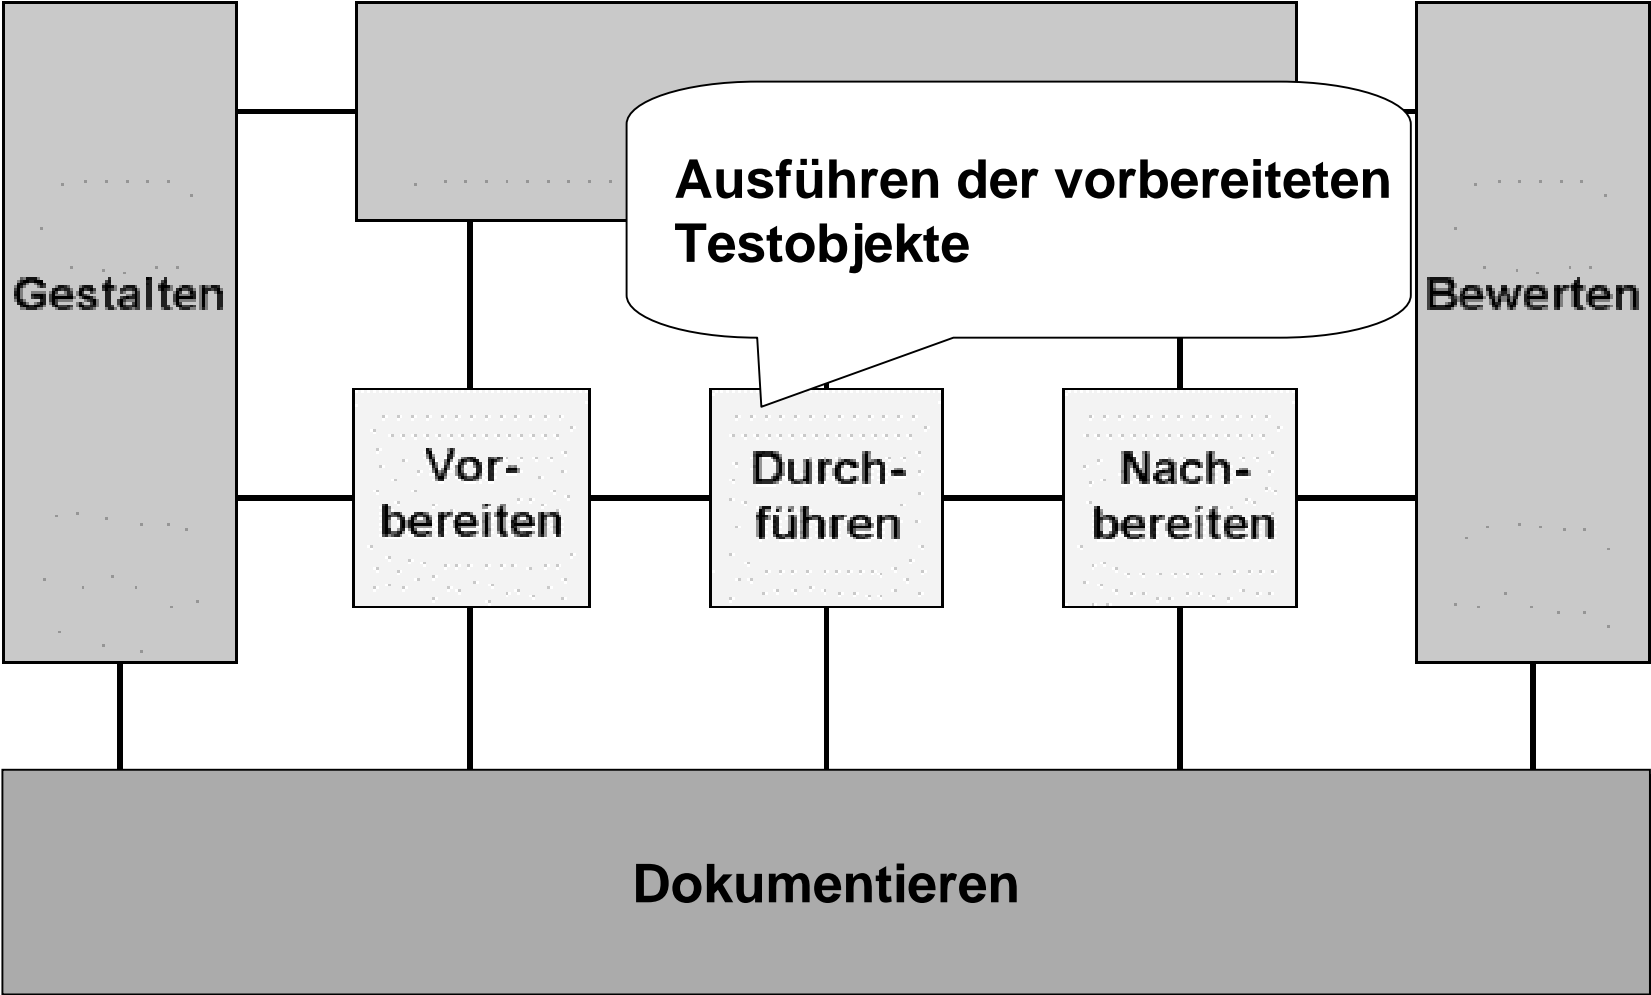 Ausführen der vorbereiteten
Testobjekte
Gestalten
Bewerten
Vor-
bereiten
Durch-
führen
Nach-
bereiten
Dokumentieren